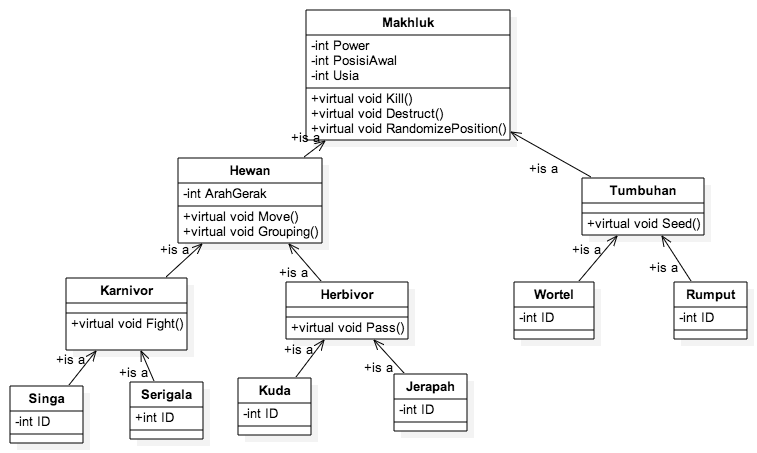 Makhluk
-int Power
-int PosisiAwal
-int Usia
+virtual void Kill()
+virtual void Destruct()
+virtual void RandomizePosition()
+is a
+is a
Hewan
-int ArahGerak
+virtual void Move()
+virtual void Grouping()
Tumbuhan
+virtual void Seed()
+is a
+is a
+is a
+is a
Karnivor
+virtual void Fight()
Herbivor
+virtual void Pass()
Wortel
-int ID
Rumput
-int ID
+is a
+is a
+is a
+is a
Singa
-int ID
Serigala
+int ID
Kuda
-int ID
Jerapah
-int ID